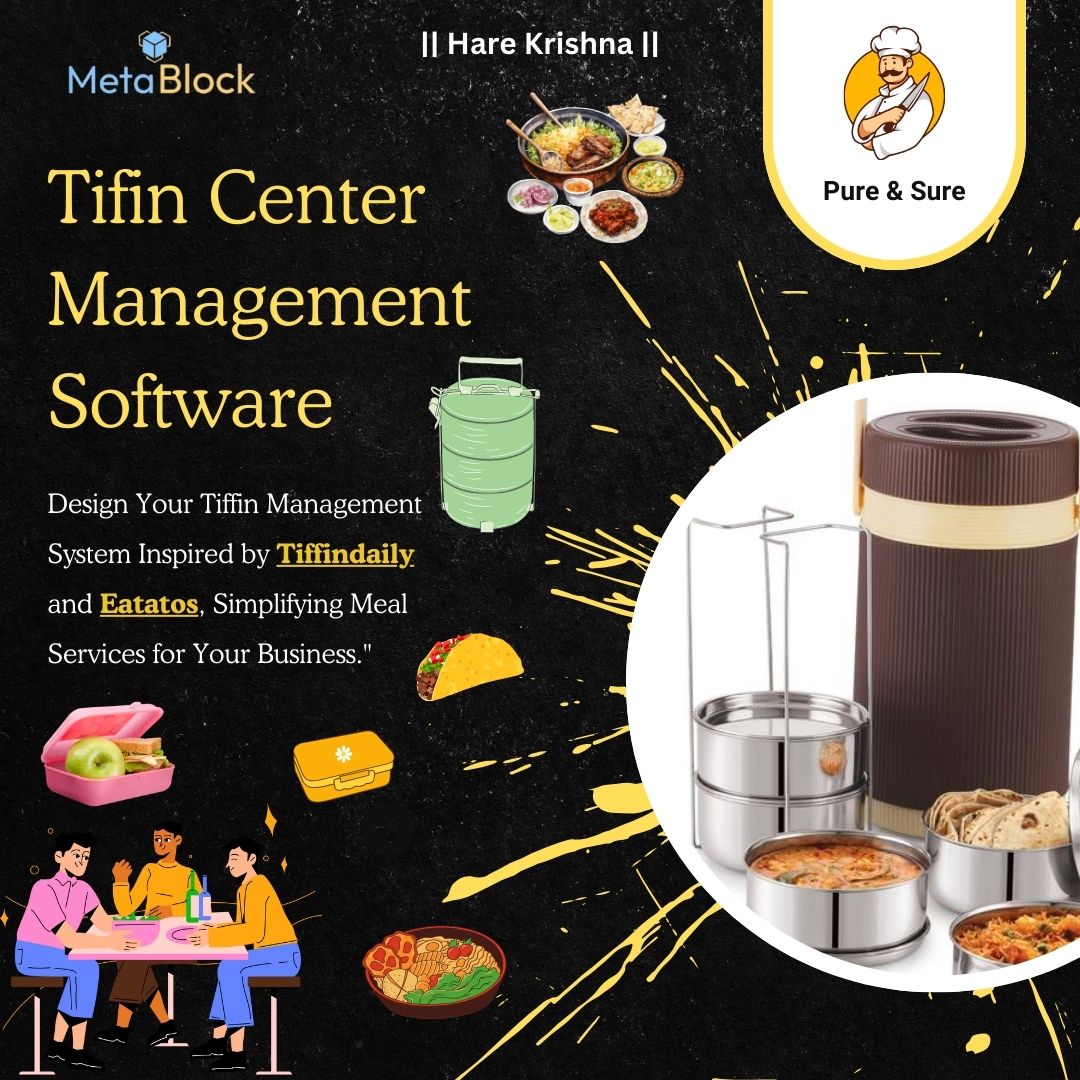 || Hare Krishna ||
MetaBlock
Pure & Sure
Tifin Center
Management
Software
Design Your Tiffin Management
System Inspired by Tiffindaily
and Eatatos, Simplifying Meal
Services for Your Business."